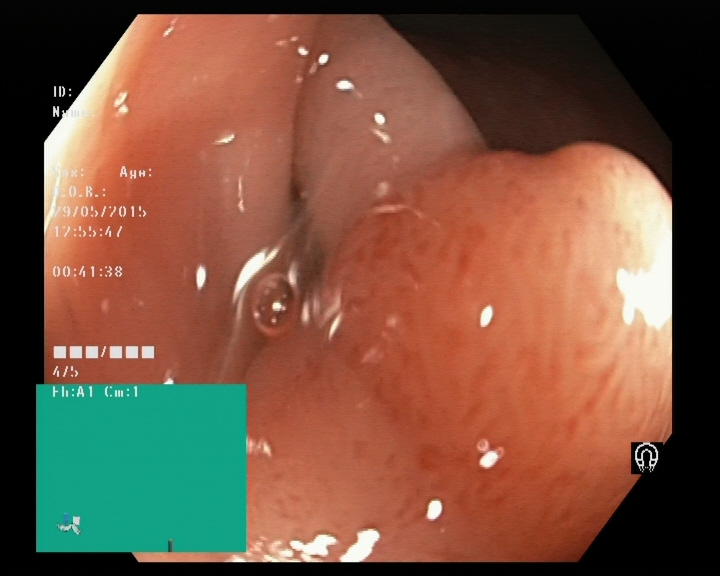 ID:
Name:
Sex: Age:
D.O.B.:
29/05/2015
12:55:47
00:41:38
■■■/■■■
4/5
Eh:A1 Cm:1